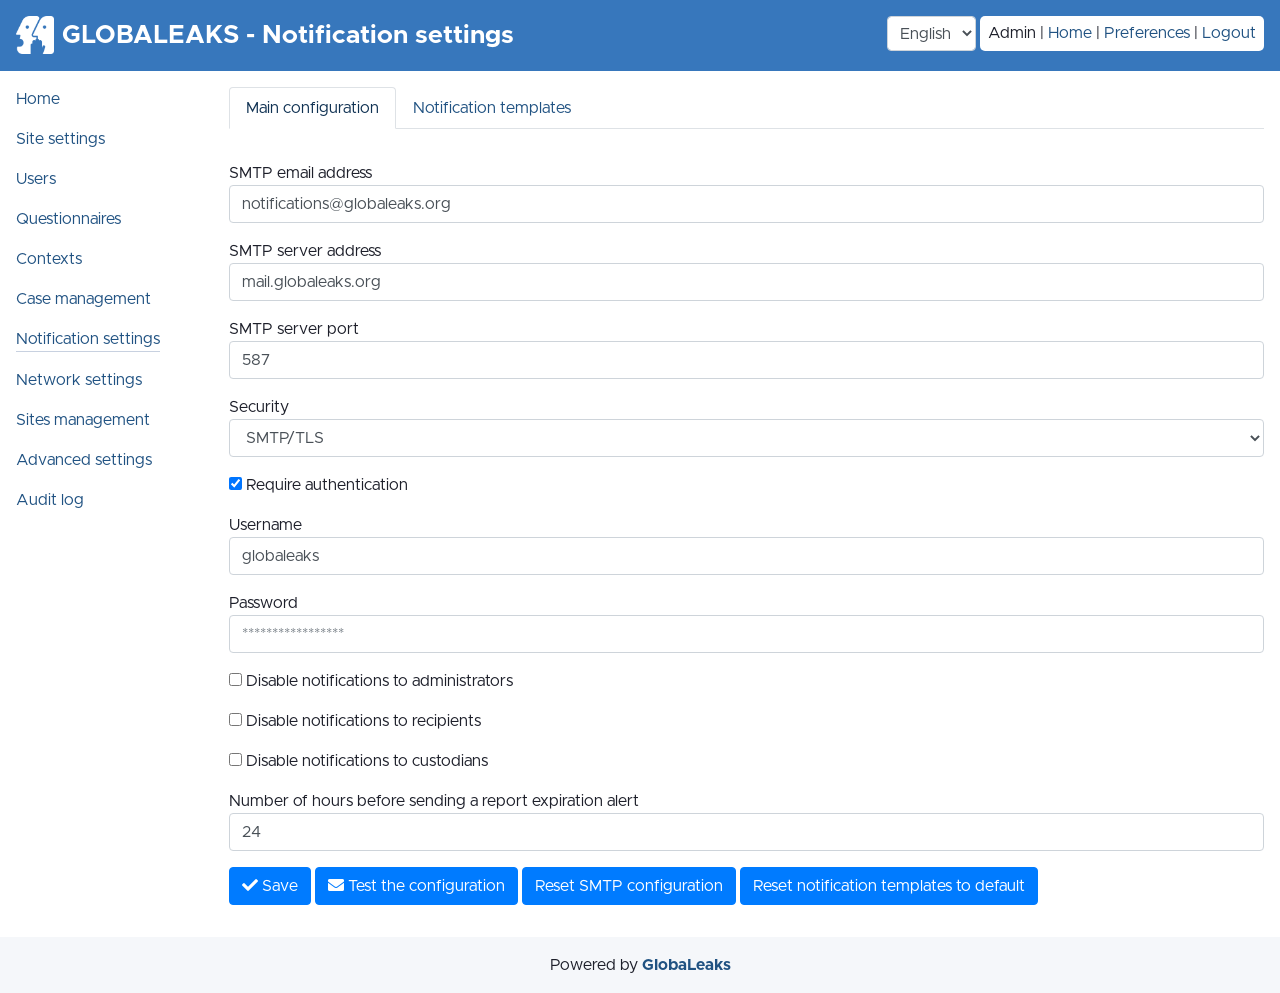 GLOBALEAKS - Notification settings
English
Admin | Home | Preferences | Logout
Home
Site settings
Users
Questionnaires
Contexts
Case management
Notification settings
Network settings
Sites management
Advanced settings
Audit log
Main configuration
Notification templates
SMTP email address
notifications@globaleaks.org
SMTP server address
mail.globaleaks.org
SMTP server port
587
Security
SMTP/TLS
Require authentication
Username
globaleaks
Password
*****************
Disable notifications to administrators
Disable notifications to recipients
Disable notifications to custodians
Number of hours before sending a report expiration alert
24
Save
Test the configuration
Reset SMTP configuration
Reset notification templates to default
Powered by GlobaLeaks